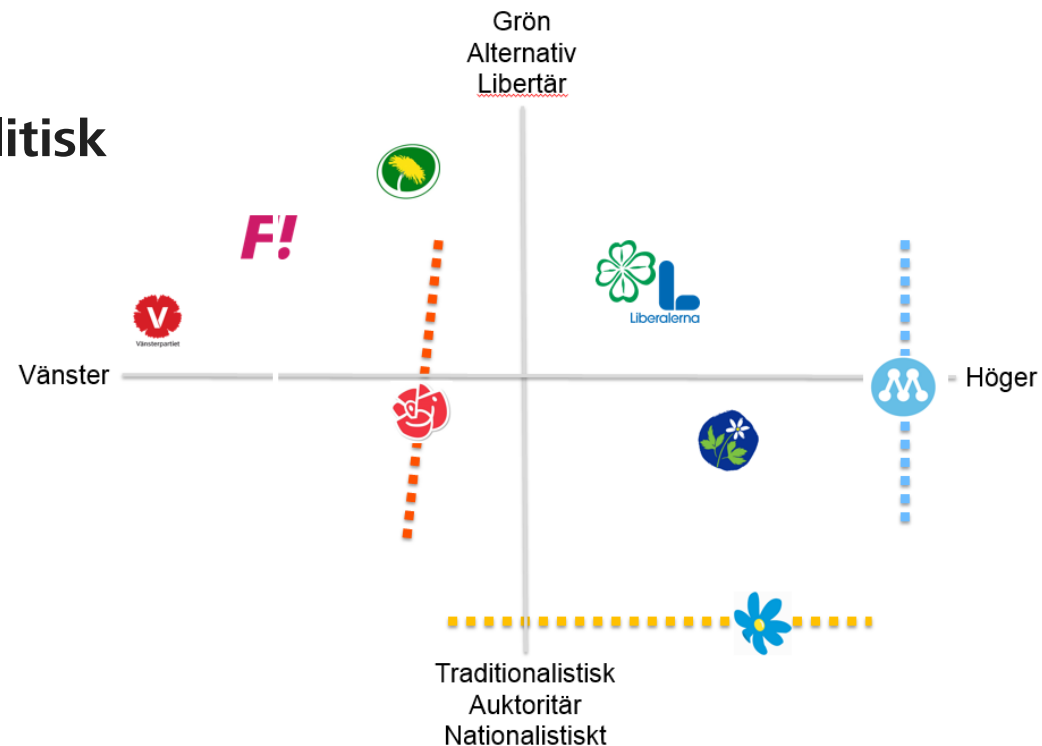 Grön
Alternativ
Libertär
litisk
F!
V
Vänsterpartiet
L
Liberalerna
Vänster
Höger
M
Traditionalistisk
Auktoritär
Nationalistiskt